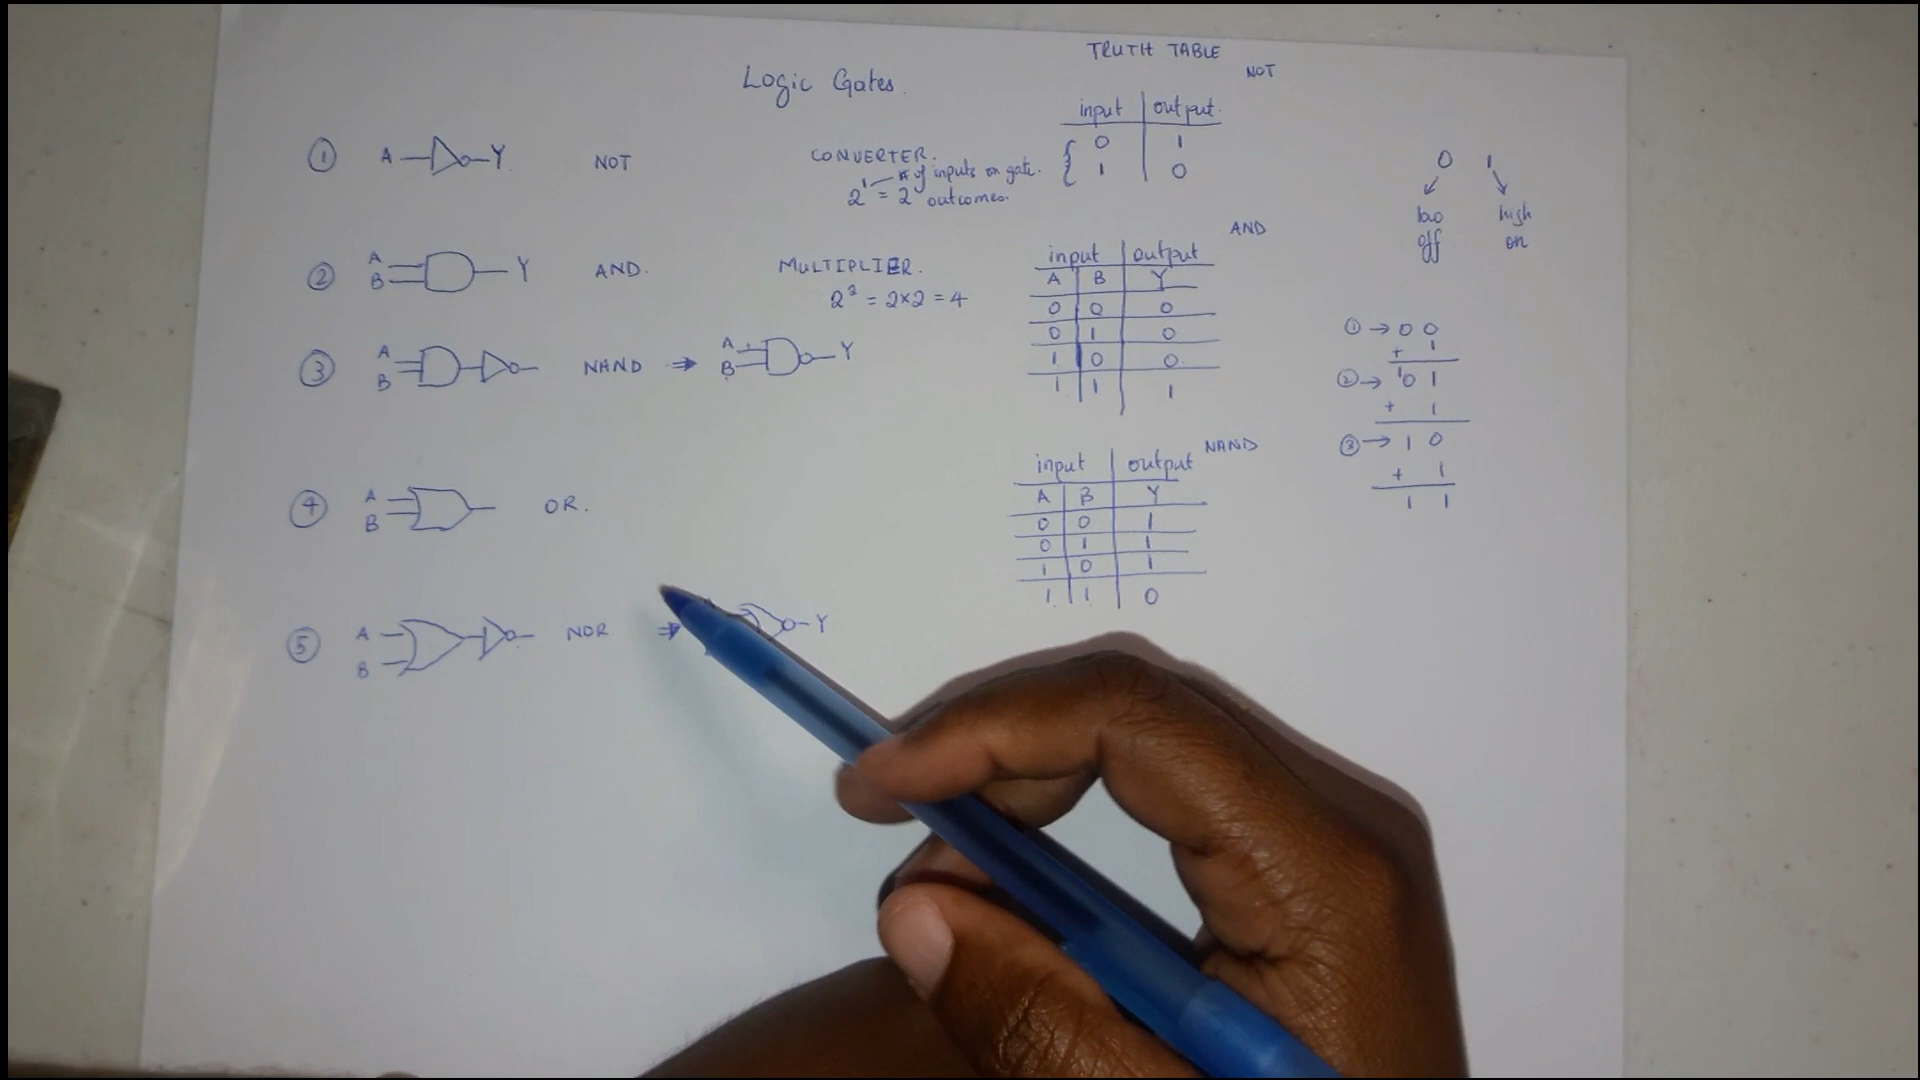 Logic Gates.
① A Y NOT
CONVERTER.
# of inputs on gate.
2¹ = 2 outcomes.
② A B Y AND.
MULTIPLIER.
2² = 2×2 = 4
③ A B NAND ⇒ A B Y
④ A B OR.
⑤ A B NOR ⇒ Y
TRUTH TABLE
NOT
input output.
0 1
1 0
AND
input output
A B Y
0 0 0
0 1 0
1 0 0.
1 1 1
NAND
input output
A B Y
0 0 1
0 1 1
1 0 1
1 1 0
0 1
low high
off on
① → 0 0
+ 1
② → ¹0 1
+ 1
③ → 1 0
+ 1
1 1